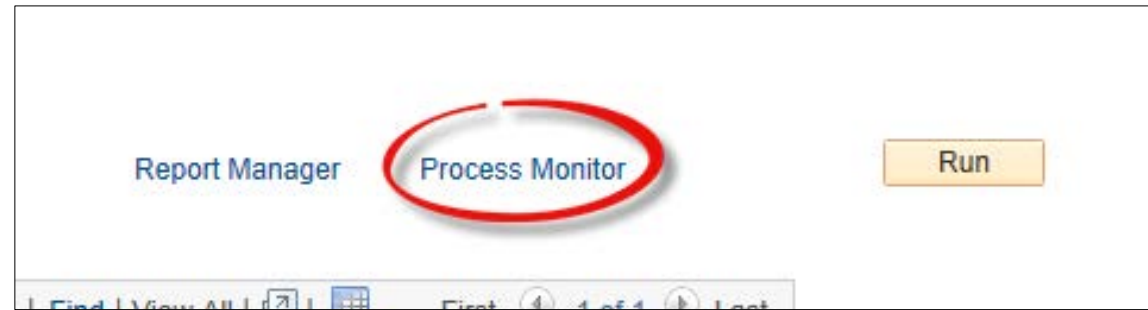 Report Manager Process Monitor Run
| Find | View All | | First 1 of 1 Last